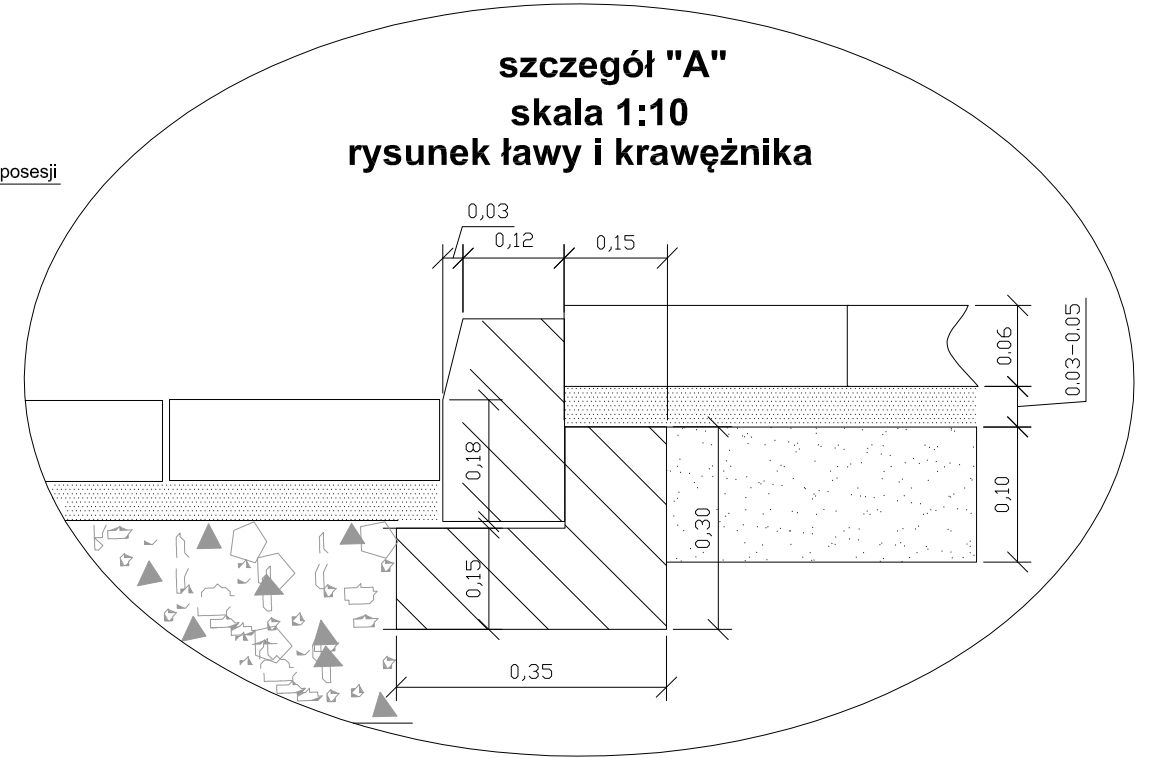 szczegół "A"
skala 1:10
rysunek ławy i krawężnika
posesji
0,03
0,12
0,15
0.06
0.03-0.05
0,18
0,10
0,30
0,15
0,35